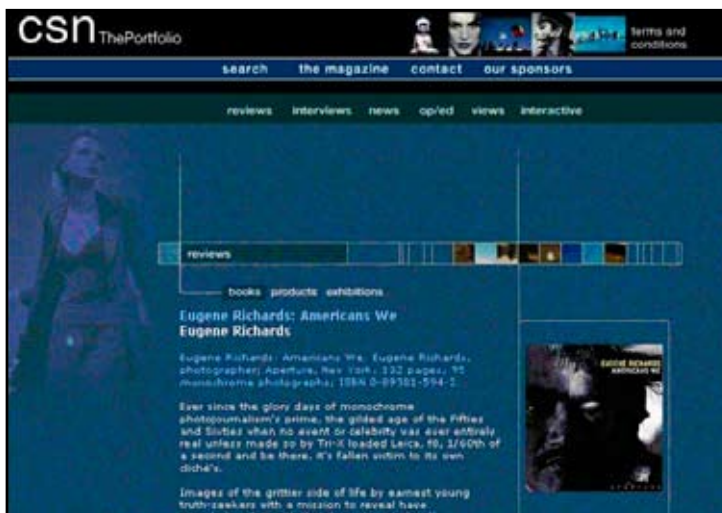 csn ThePortfolio
terms and
conditions
search the magazine contact our sponsors
reviews interviews news op/ed views interactive
reviews
books products exhibitions
Eugene Richards: Americans We
Eugene Richards
EUGENE RICHARDS
AMERICANS WE
Eugene Richards: Americans We. Eugene Richards,
photographer; Aperture, New York. 132 pages, 95
monochrome photographs; ISBN 0-89381-594-2.
Ever since the glory days of monochrome
photojournalism's prime, the gilded age of the Fifties
and Sixties when no event or celebrity was ever entirely
real unless made so by Tri-X loaded Leica, f8, 1/60th of
a second and be there, it's fallen victim to its own
cliché's.
Images of the grittier side of life by earnest young
truth-seekers with a mission to reveal have